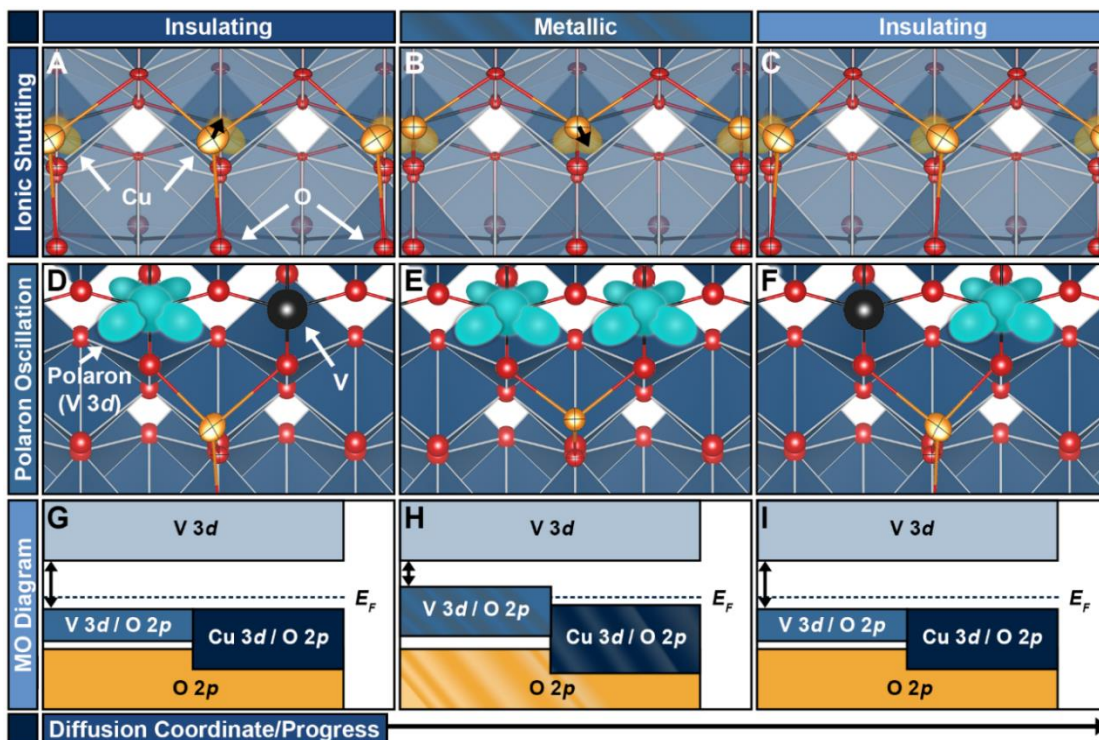 Insulating
Metallic
Insulating
Ionic Shuttling
A
Cu
O
B
C
Polaron Oscillation
D
Polaron
(V 3d)
V
E
F
MO Diagram
G
V 3d
E_F
V 3d / O 2p
Cu 3d / O 2p
O 2p
H
V 3d
E_F
V 3d / O 2p
Cu 3d / O 2p
O 2p
I
V 3d
E_F
V 3d / O 2p
Cu 3d / O 2p
O 2p
Diffusion Coordinate/Progress